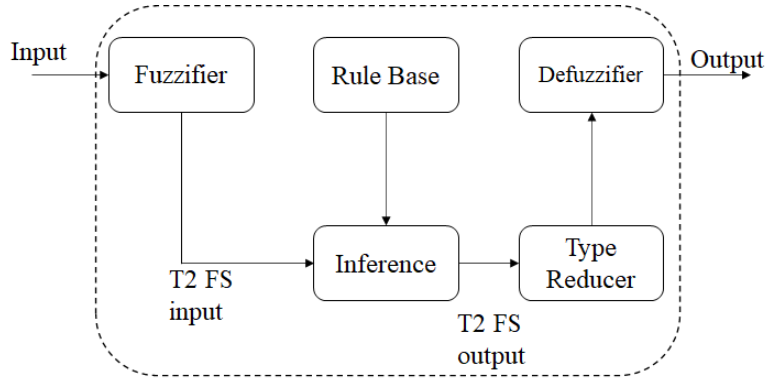 Input
Fuzzifier
Rule Base
Defuzzifier
Output
Inference
Type
Reducer
T2 FS
input
T2 FS
output